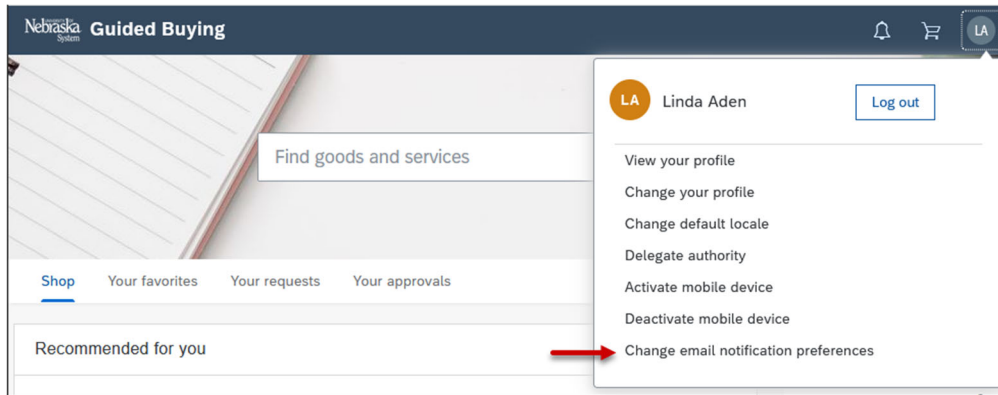 UNIVERSITY OF
Nebraska
System
Guided Buying
LA
LA
Linda Aden
Log out
Find goods and services
View your profile
Change your profile
Change default locale
Delegate authority
Activate mobile device
Deactivate mobile device
Change email notification preferences
Shop
Your favorites
Your requests
Your approvals
Recommended for you